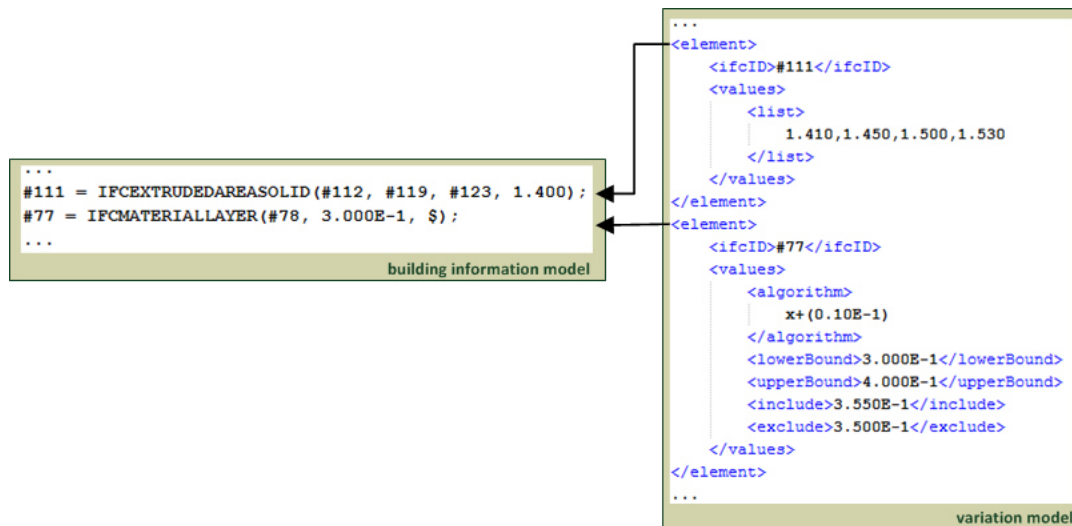 ...
#111 = IFCEXTRUDEDAREASOLID(#112, #119, #123, 1.400);
#77 = IFCMATERIALLAYER(#78, 3.000E-1, $);
...
building information model
...
<element>
<ifcID>#111</ifcID>
<values>
<list>
1.410,1.450,1.500,1.530
</list>
</values>
</element>
<element>
<ifcID>#77</ifcID>
<values>
<algorithm>
x+(0.10E-1)
</algorithm>
<lowerBound>3.000E-1</lowerBound>
<upperBound>4.000E-1</upperBound>
<include>3.550E-1</include>
<exclude>3.500E-1</exclude>
</values>
</element>
...
variation model